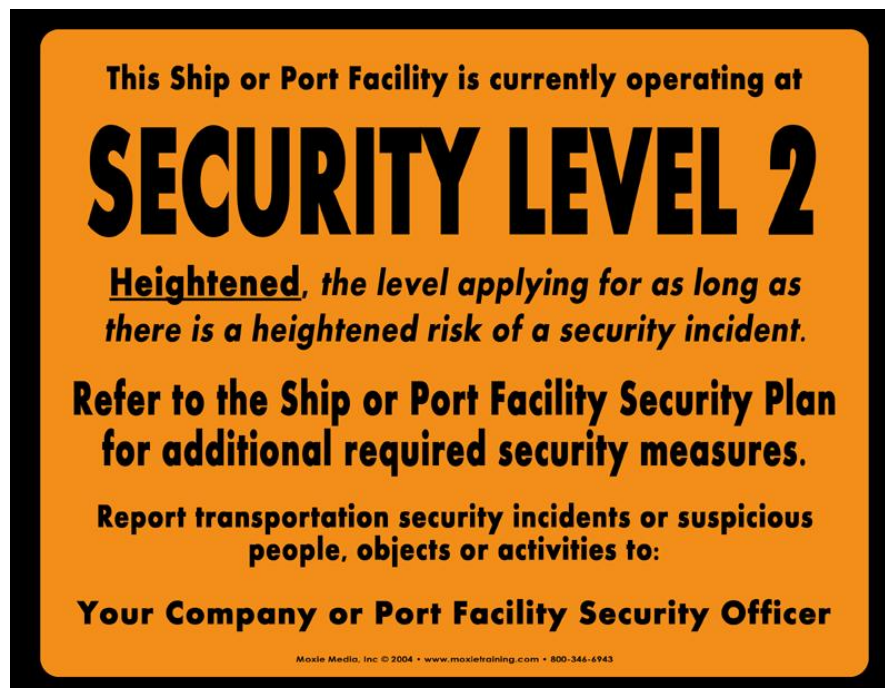 This Ship or Port Facility is currently operating at
SECURITY LEVEL 2
Heightened, the level applying for as long as
there is a heightened risk of a security incident.
Refer to the Ship or Port Facility Security Plan
for additional required security measures.
Report transportation security incidents or suspicious
people, objects or activities to:
Your Company or Port Facility Security Officer
Moxie Media, Inc © 2004 • www.moxietraining.com • 800-346-6943